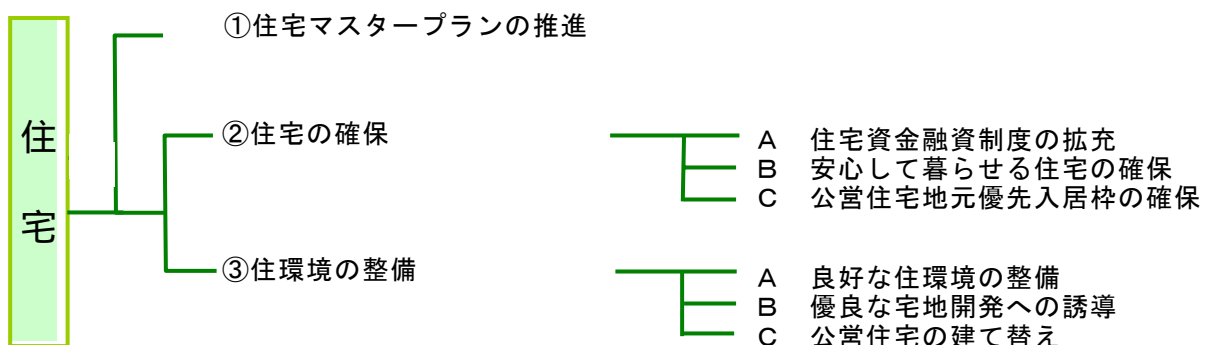 住宅
①住宅マスタープランの推進
②住宅の確保
A 住宅資金融資制度の拡充
B 安心して暮らせる住宅の確保
C 公営住宅地元優先入居枠の確保
③住環境の整備
A 良好な住環境の整備
B 優良な宅地開発への誘導
C 公営住宅の建て替え